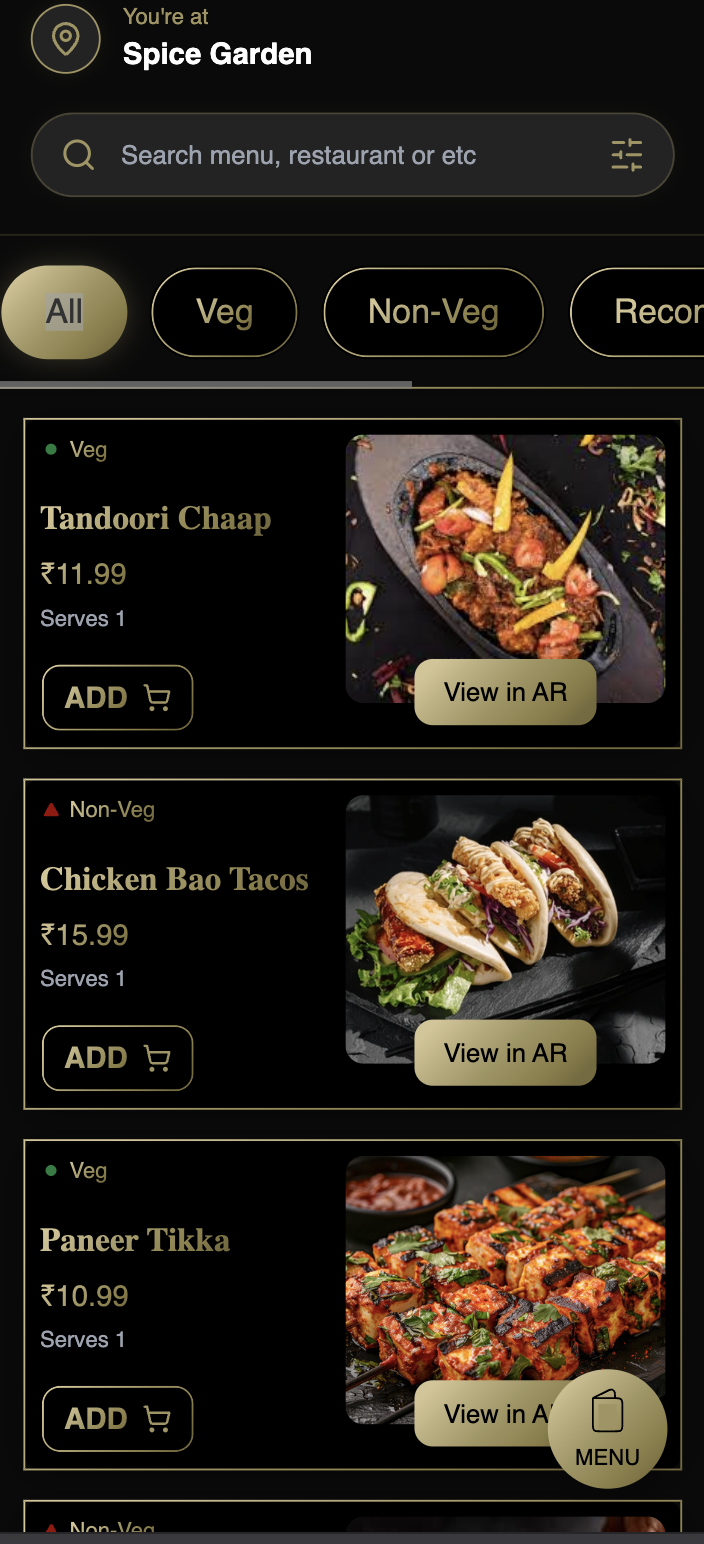 You're at
Spice Garden
Search menu, restaurant or etc
All Veg Non-Veg Recor
Veg
Tandoori Chaap
₹11.99
Serves 1
ADD
View in AR
Non-Veg
Chicken Bao Tacos
₹15.99
Serves 1
ADD
View in AR
Veg
Paneer Tikka
₹10.99
Serves 1
ADD
View in A
MENU
Non-Veg